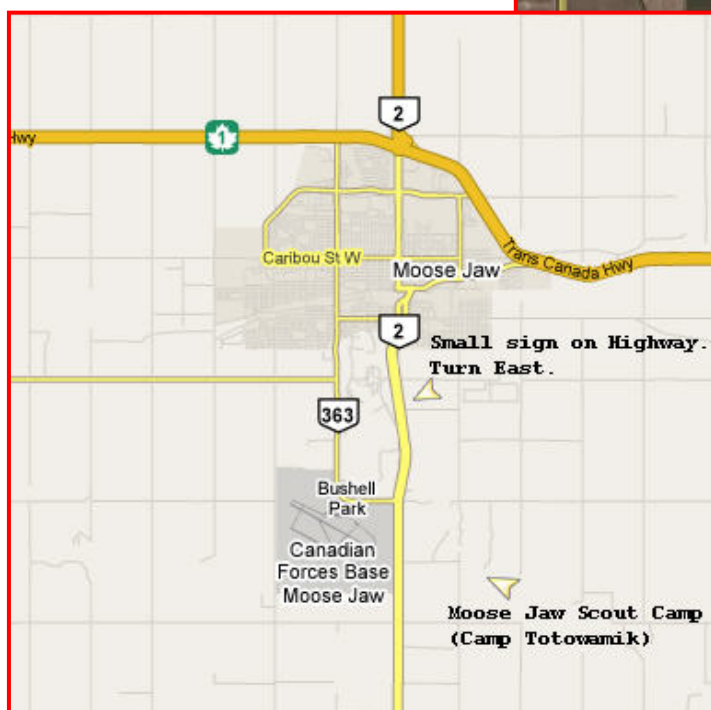 2
Hwy
1
Caribou St W
Moose Jaw
Trans Canada Hwy
2
Small sign on Highway.
Turn East.
363
Bushell
Park
Canadian
Forces Base
Moose Jaw
Moose Jaw Scout Camp
(Camp Totowamik)